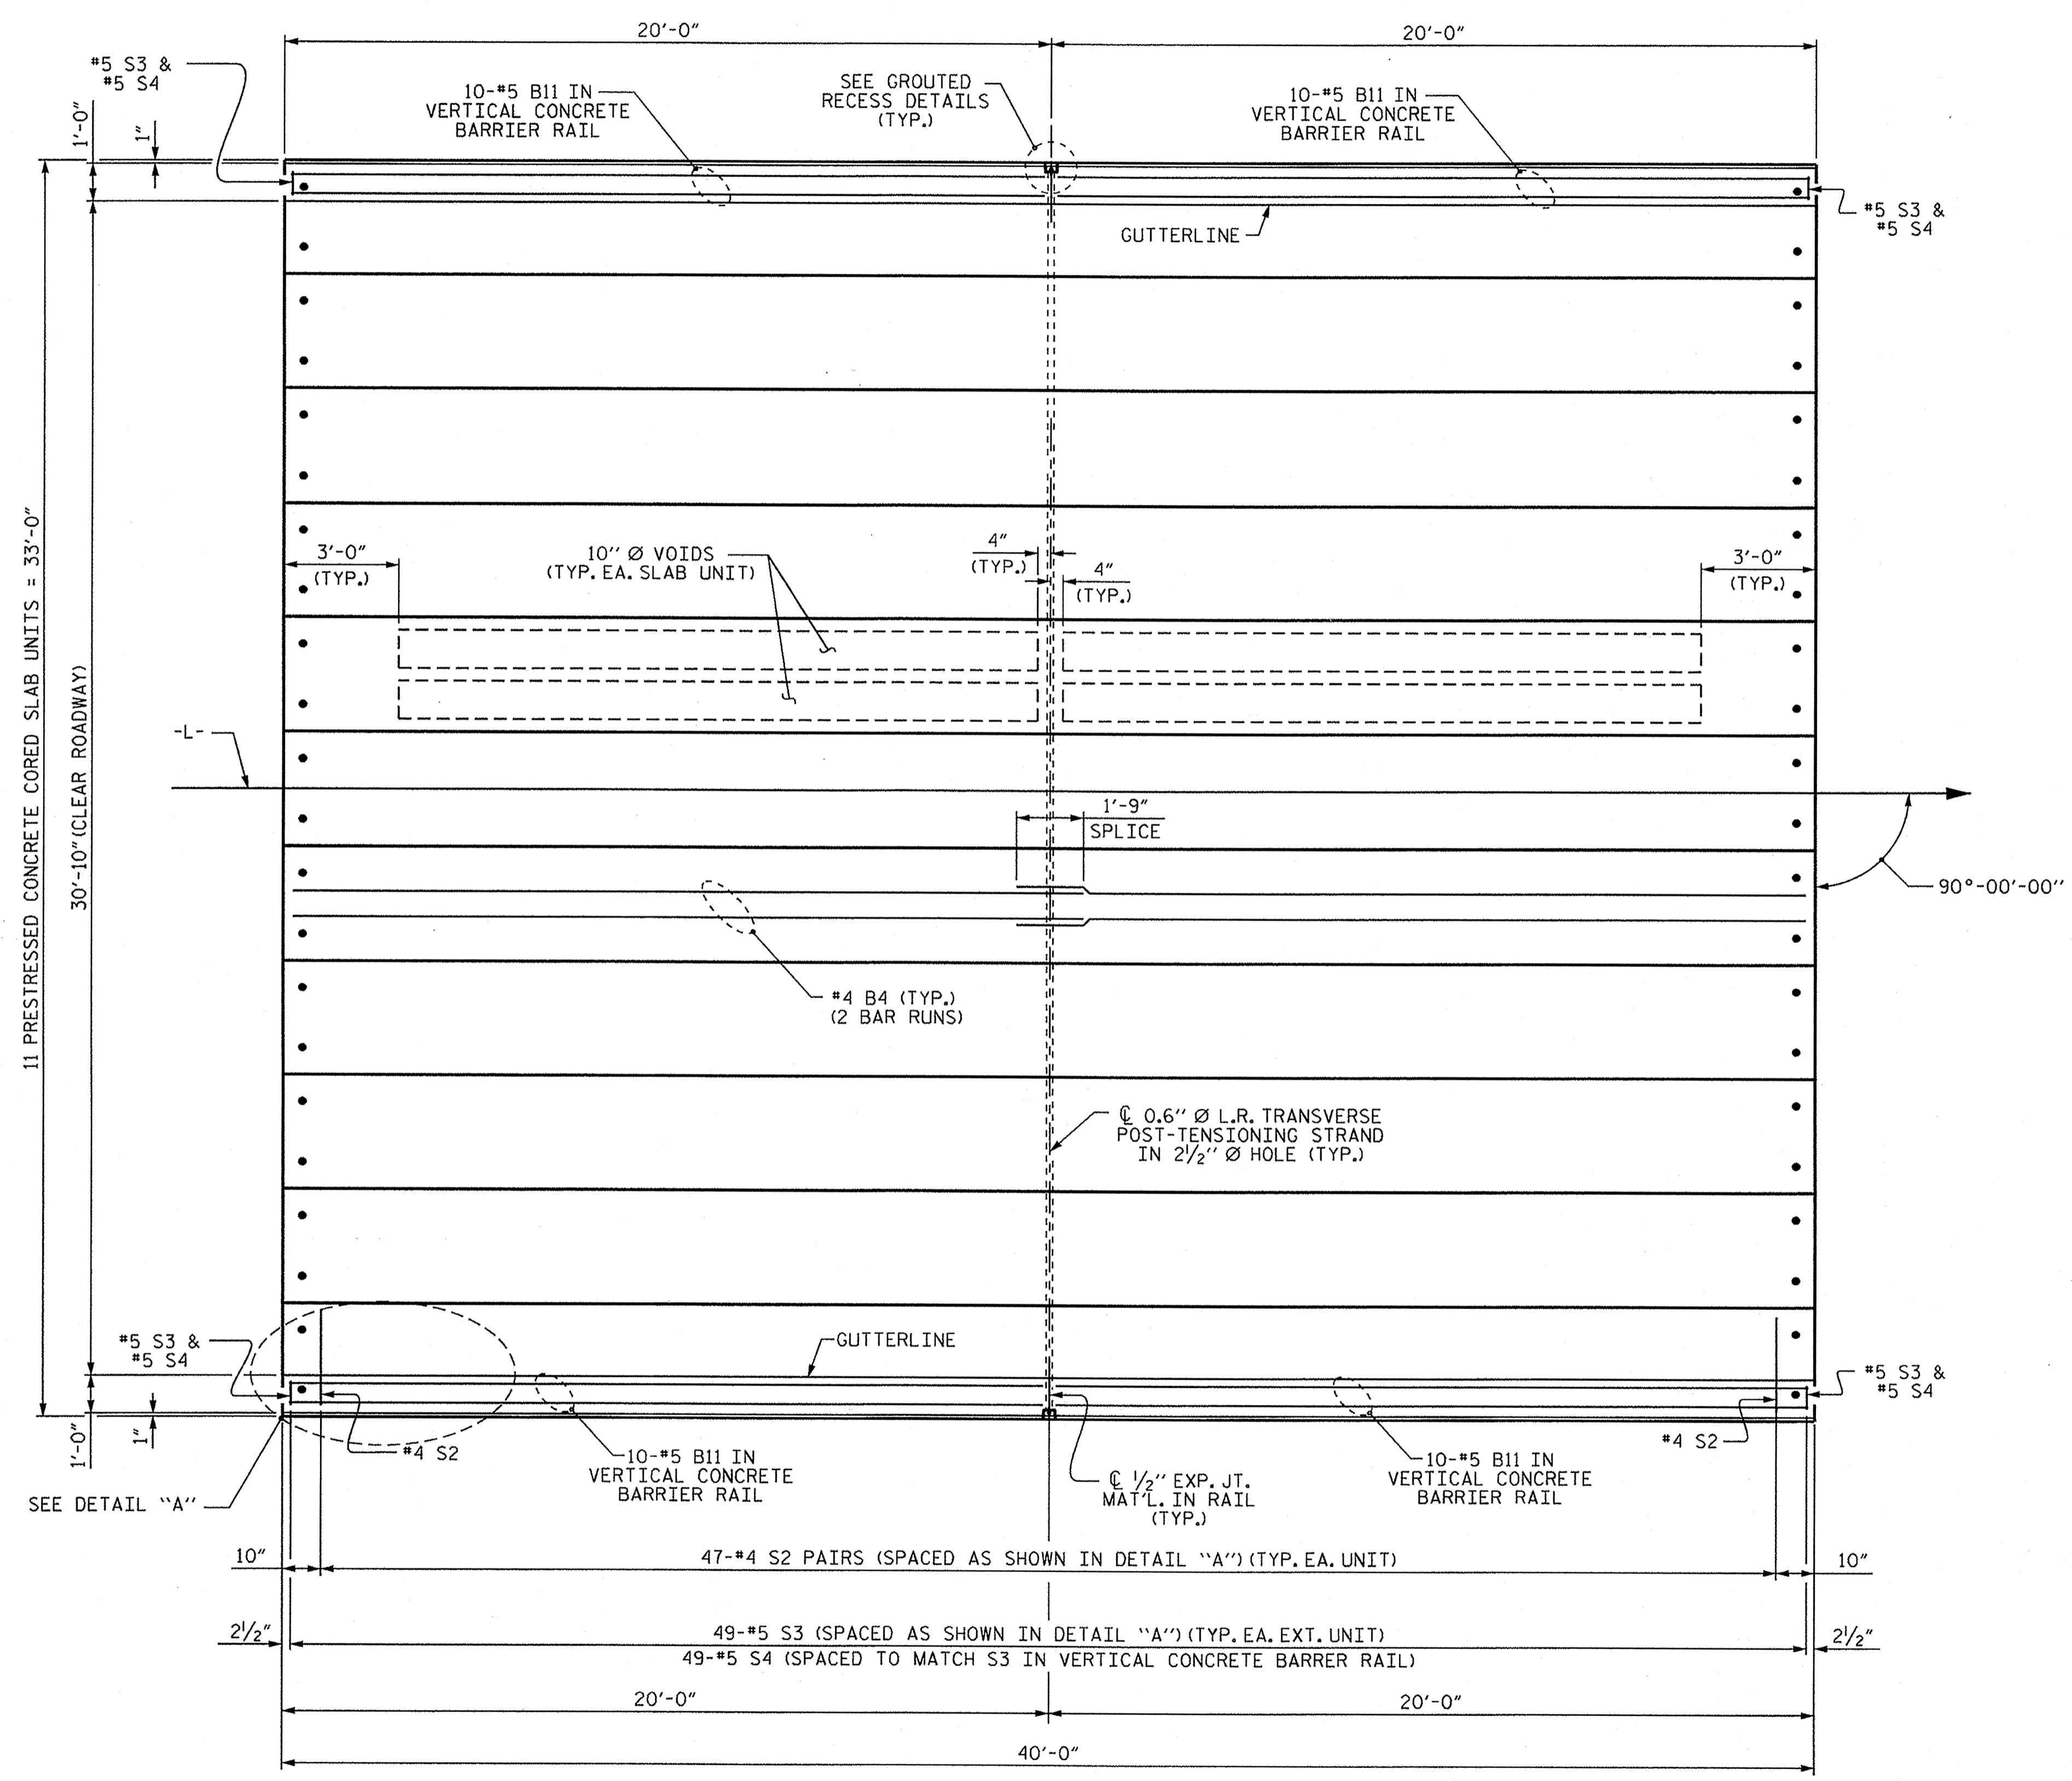 20'-0"
20'-0"
#5 S3 &
#5 S4
10-#5 B11 IN
VERTICAL CONCRETE
BARRIER RAIL
SEE GROUTED
RECESS DETAILS
(TYP.)
10-#5 B11 IN
VERTICAL CONCRETE
BARRIER RAIL
1'-0"
1"
#5 S3 &
#5 S4
GUTTERLINE
11 PRESTRESSED CONCRETE CORED SLAB UNITS = 33'-0"
30'-10" (CLEAR ROADWAY)
3'-0"
(TYP.)
10" Ø VOIDS
(TYP. EA. SLAB UNIT)
4"
(TYP.)
4"
(TYP.)
3'-0"
(TYP.)
-L-
1'-9"
SPLICE
90°-00'-00"
#4 B4 (TYP.)
(2 BAR RUNS)
℄ 0.6" Ø L.R. TRANSVERSE
POST-TENSIONING STRAND
IN 2½" Ø HOLE (TYP.)
#5 S3 &
#5 S4
GUTTERLINE
#5 S3 &
#5 S4
1'-0"
1"
#4 S2
10-#5 B11 IN
VERTICAL CONCRETE
BARRIER RAIL
℄ ½" EXP. JT.
MAT'L. IN RAIL
(TYP.)
10-#5 B11 IN
VERTICAL CONCRETE
BARRIER RAIL
#4 S2
SEE DETAIL "A"
10"
47-#4 S2 PAIRS (SPACED AS SHOWN IN DETAIL "A") (TYP. EA. UNIT)
10"
2½"
49-#5 S3 (SPACED AS SHOWN IN DETAIL "A") (TYP. EA. EXT. UNIT)
2½"
49-#5 S4 (SPACED TO MATCH S3 IN VERTICAL CONCRETE BARRER RAIL)
20'-0"
20'-0"
40'-0"